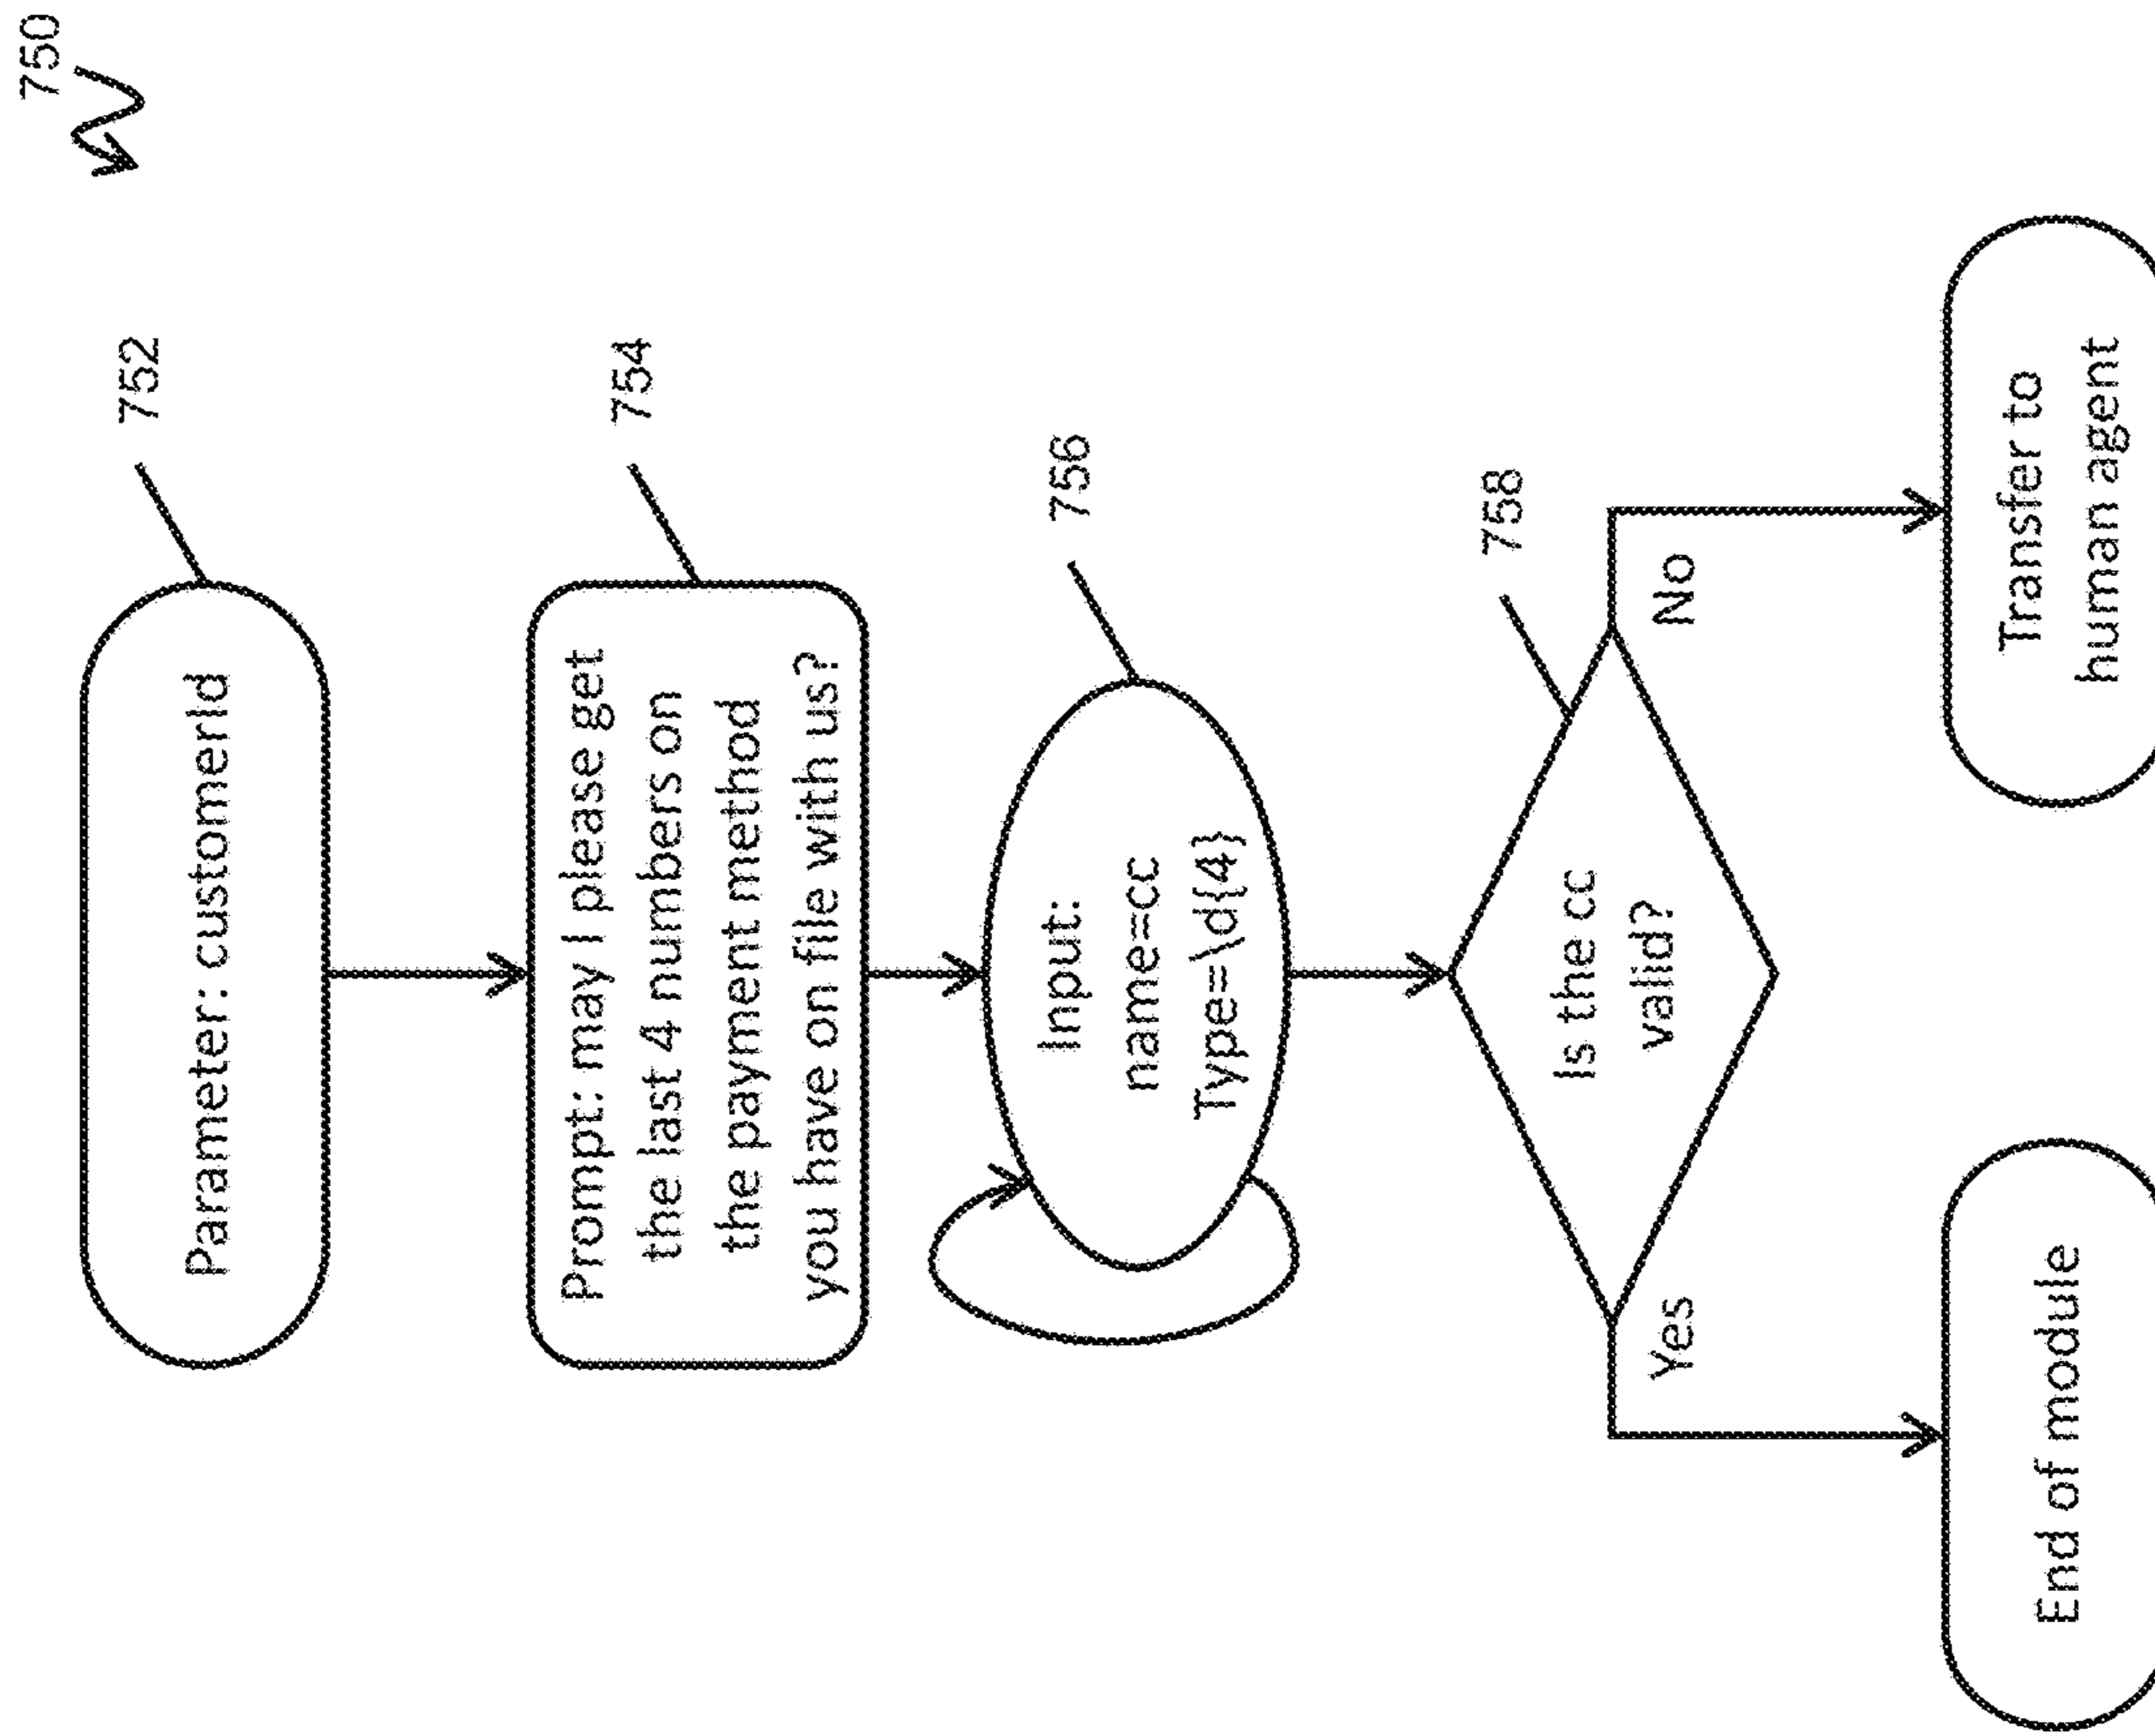 750
752
Parameter: customerId
754
Prompt: may I please get
the last 4 numbers on
the payment method
you have on file with us?
756
Input:
name=cc
Type=\d{4}
758
Is the cc
valid?
Yes
No
End of module
Transfer to
human agent